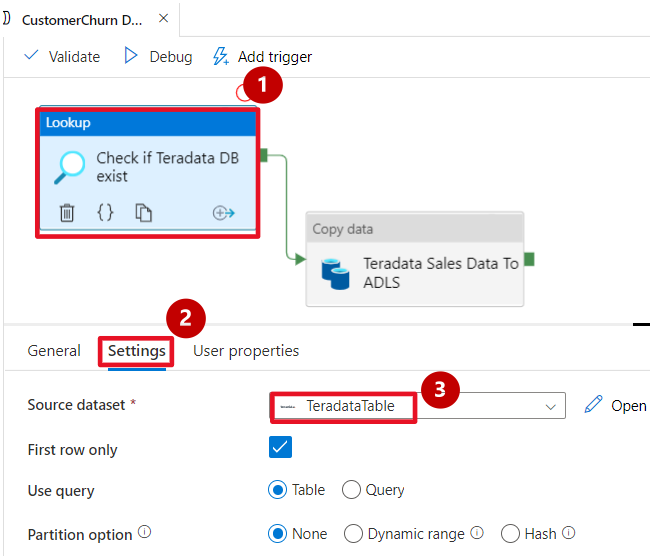 CustomerChurn D...
Validate
Debug
Add trigger
1
Lookup
Check if Teradata DB
exist
{}
Copy data
Teradata Sales Data To
ADLS
2
General
Settings
User properties
3
Source dataset *
TeradataTable
Open
First row only
Use query
Table
Query
Partition option
None
Dynamic range
Hash